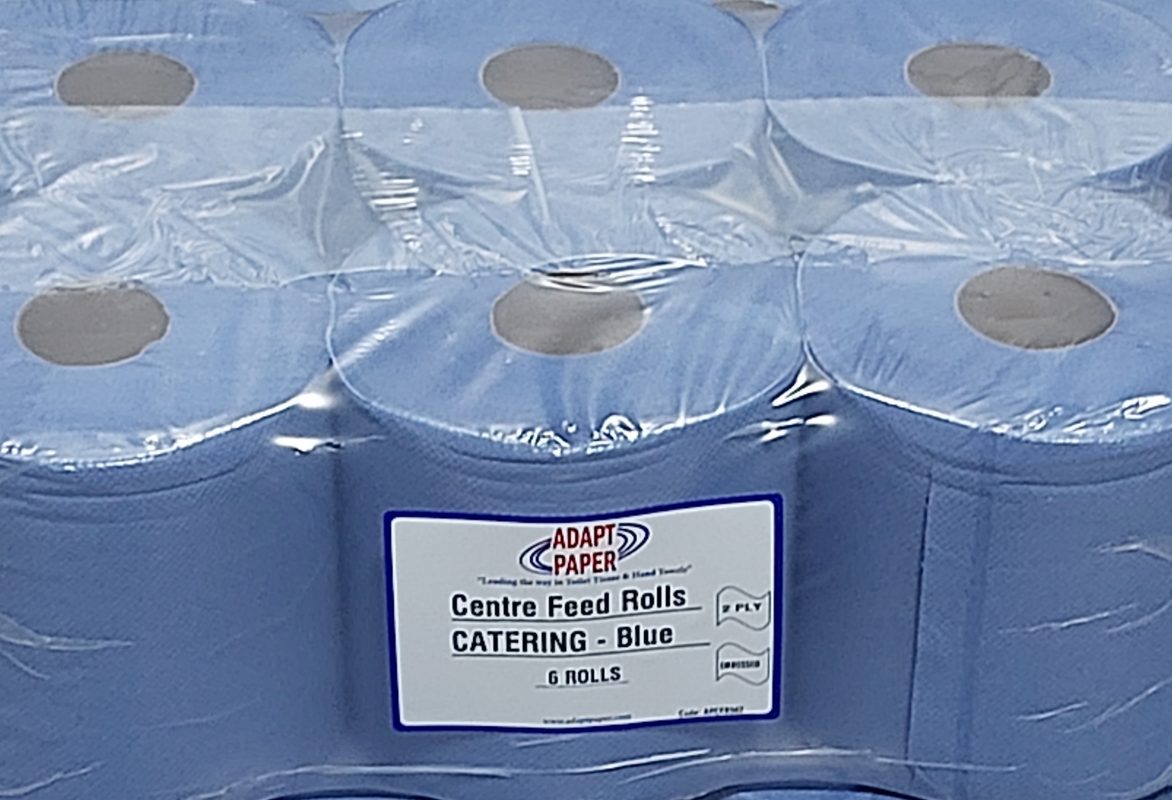 ADAPT
PAPER
"Leading the way in Toilet Tissue & Hand Towels"
Centre Feed Rolls
2 PLY
CATERING - Blue
EMBOSSED
6 ROLLS
www.adaptpaper.com
Code: